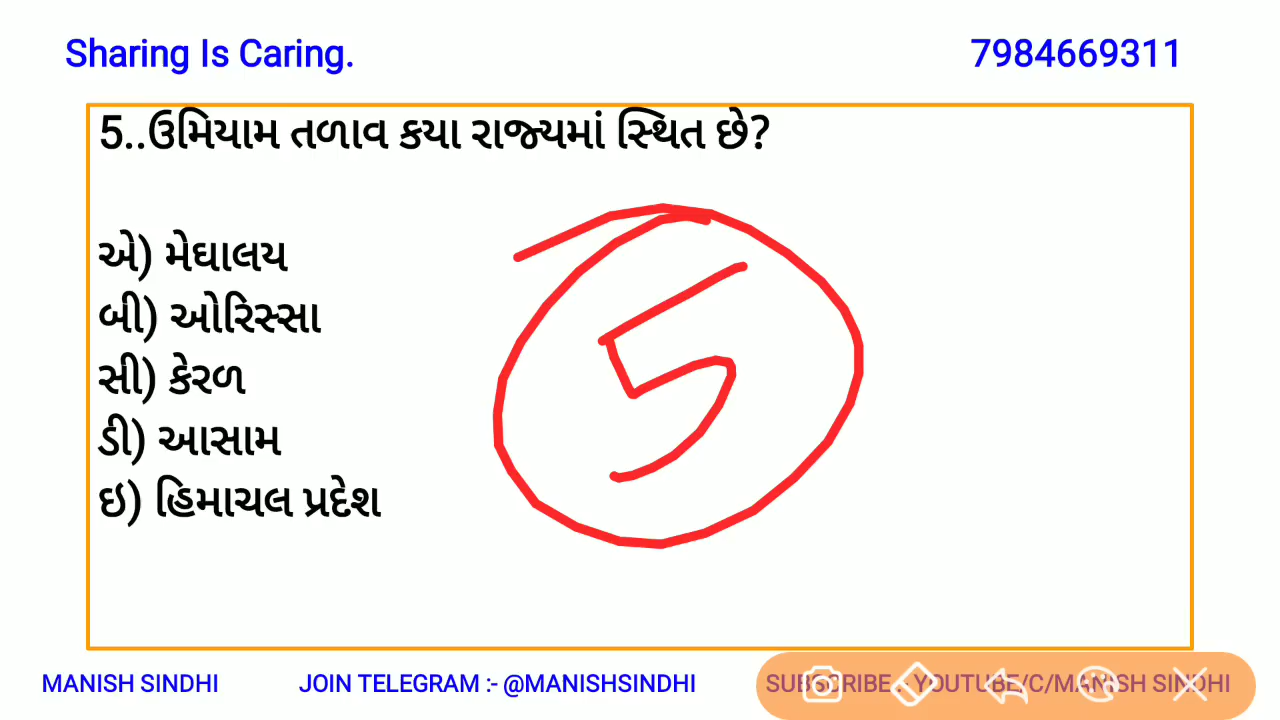 Sharing Is Caring.
7984669311
5..ઉમિયામ તળાવ કયા રાજ્યમાં સ્થિત છે?
એ) મેઘાલય
બી) ઓરિસ્સા
સી) કેરળ
ડી) આસામ
ઇ) હિમાચલ પ્રદેશ
5
MANISH SINDHI
JOIN TELEGRAM :- @MANISHSINDHI
SUBSCRIBE:- YOUTUBE/C/MANISH SINDHI